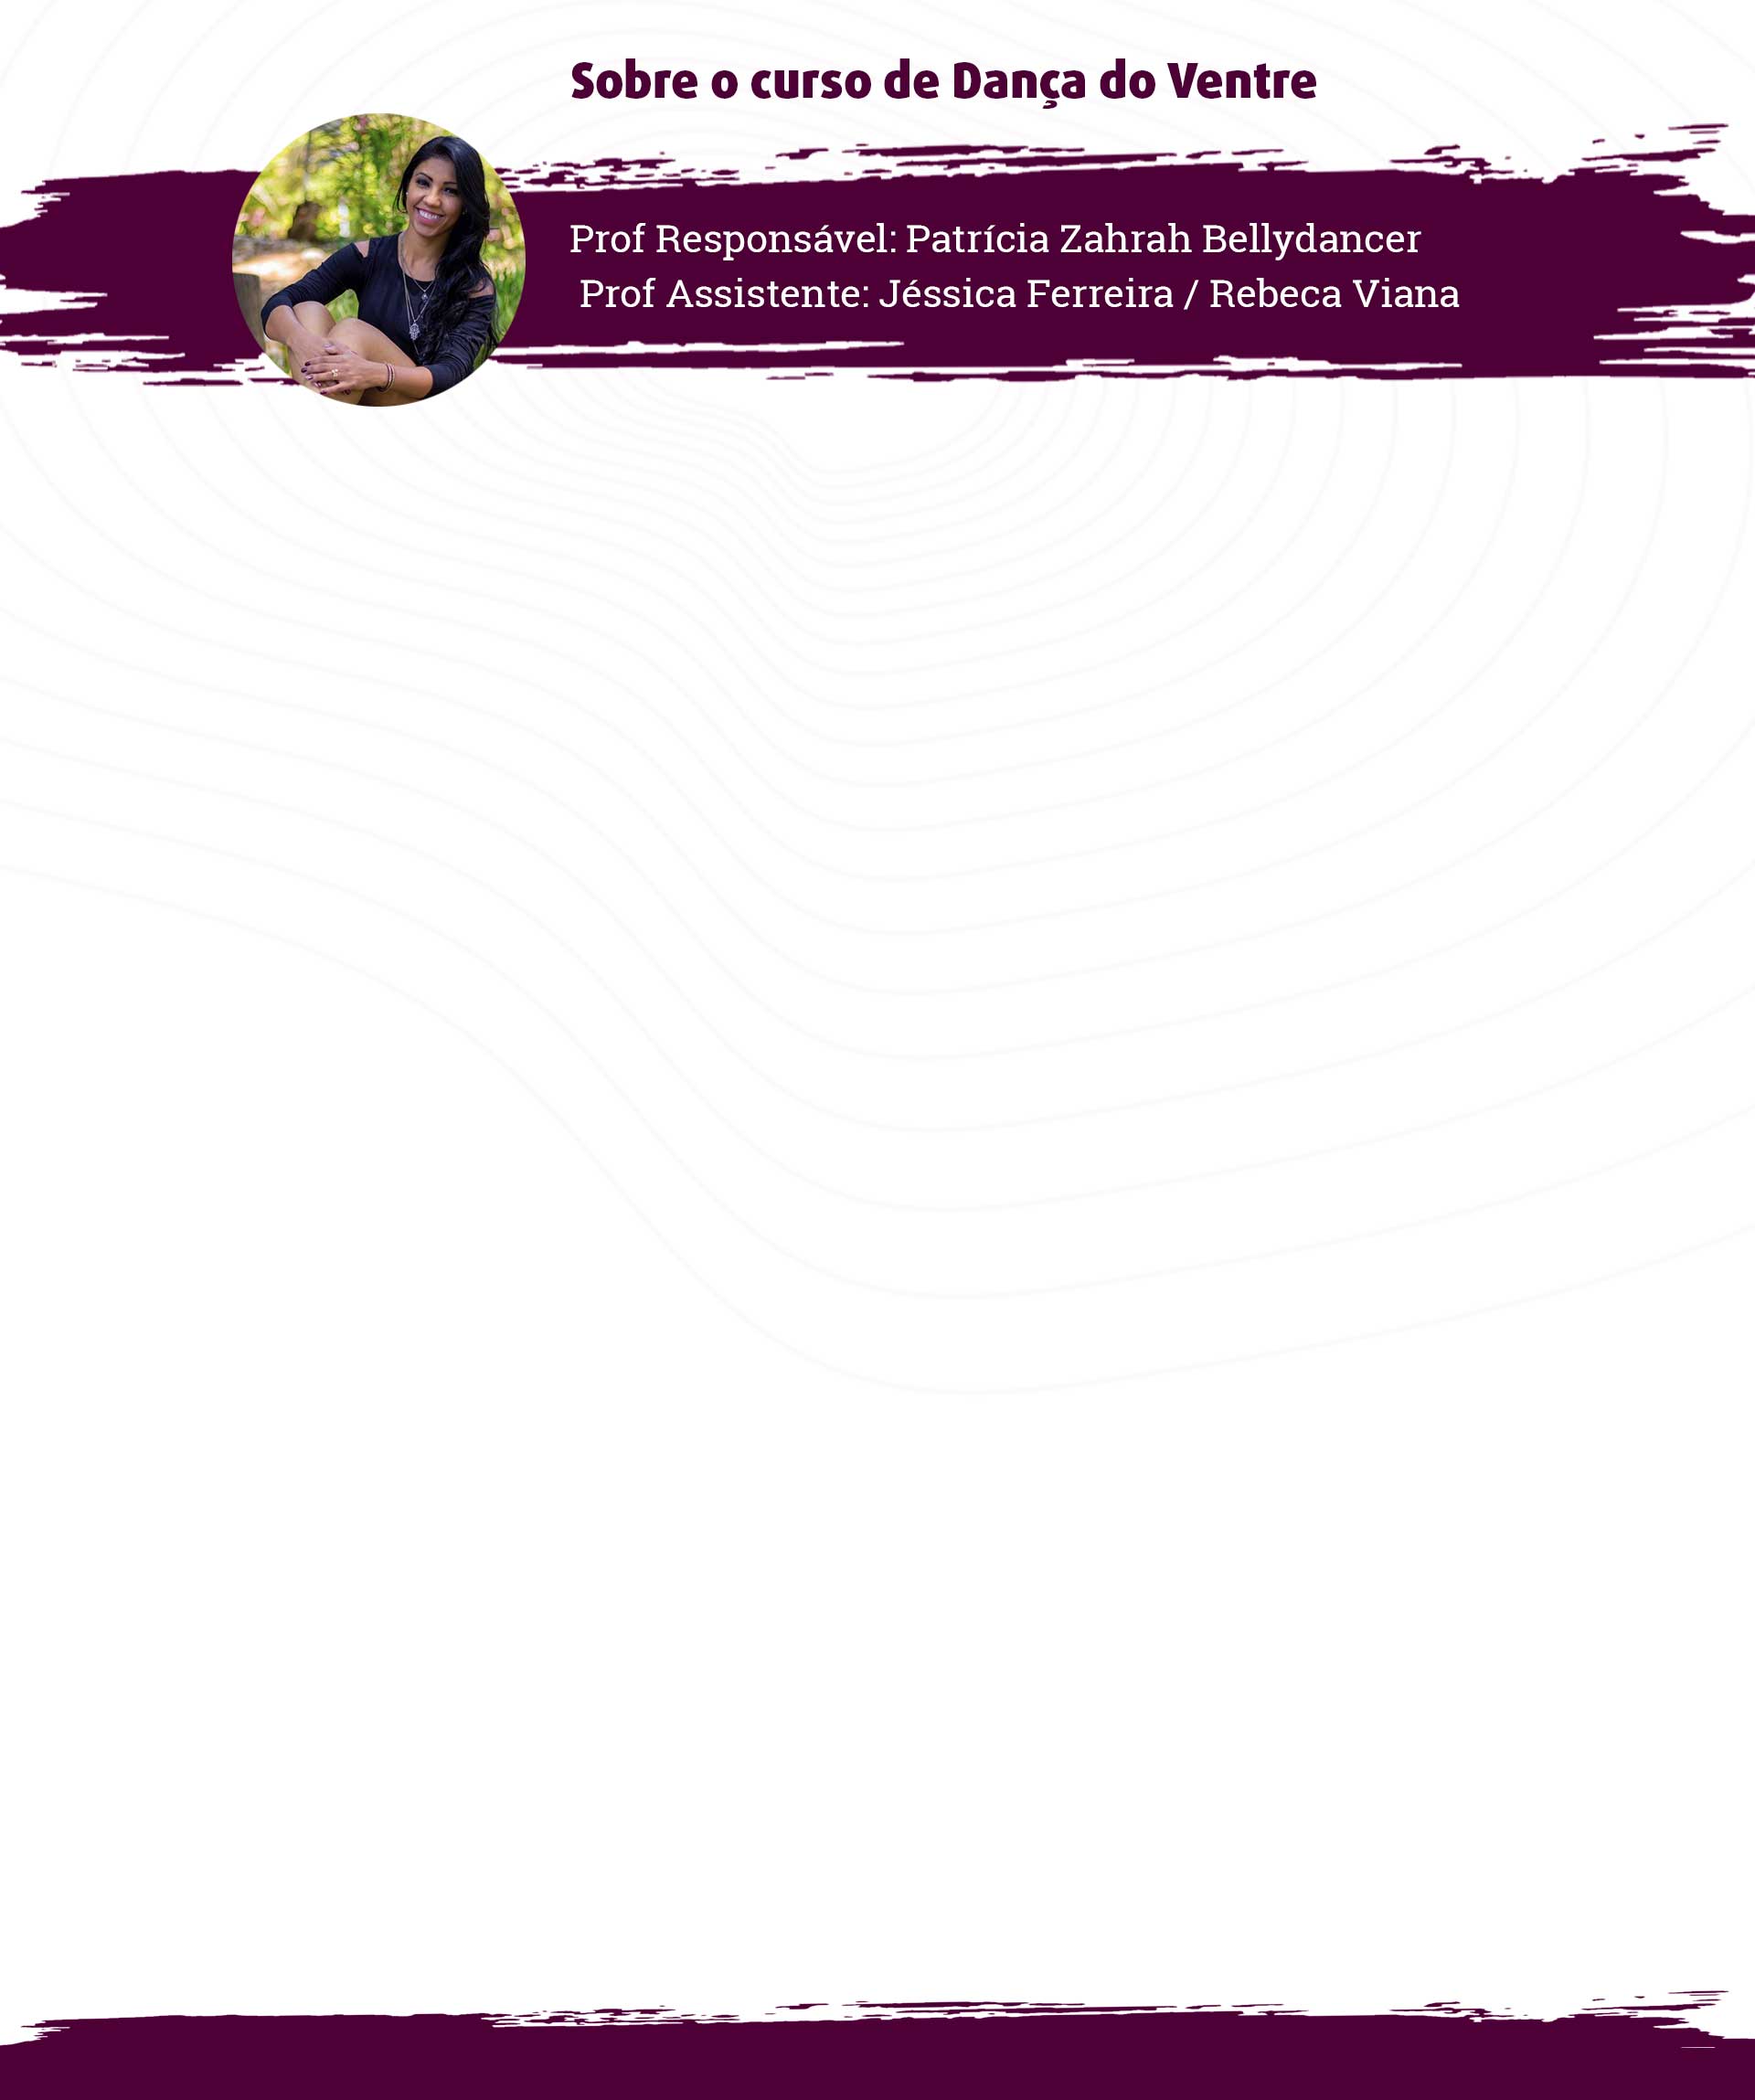 Sobre o curso de Dança do Ventre
Prof Responsável: Patrícia Zahrah Bellydancer
Prof Assistente: Jéssica Ferreira / Rebeca Viana